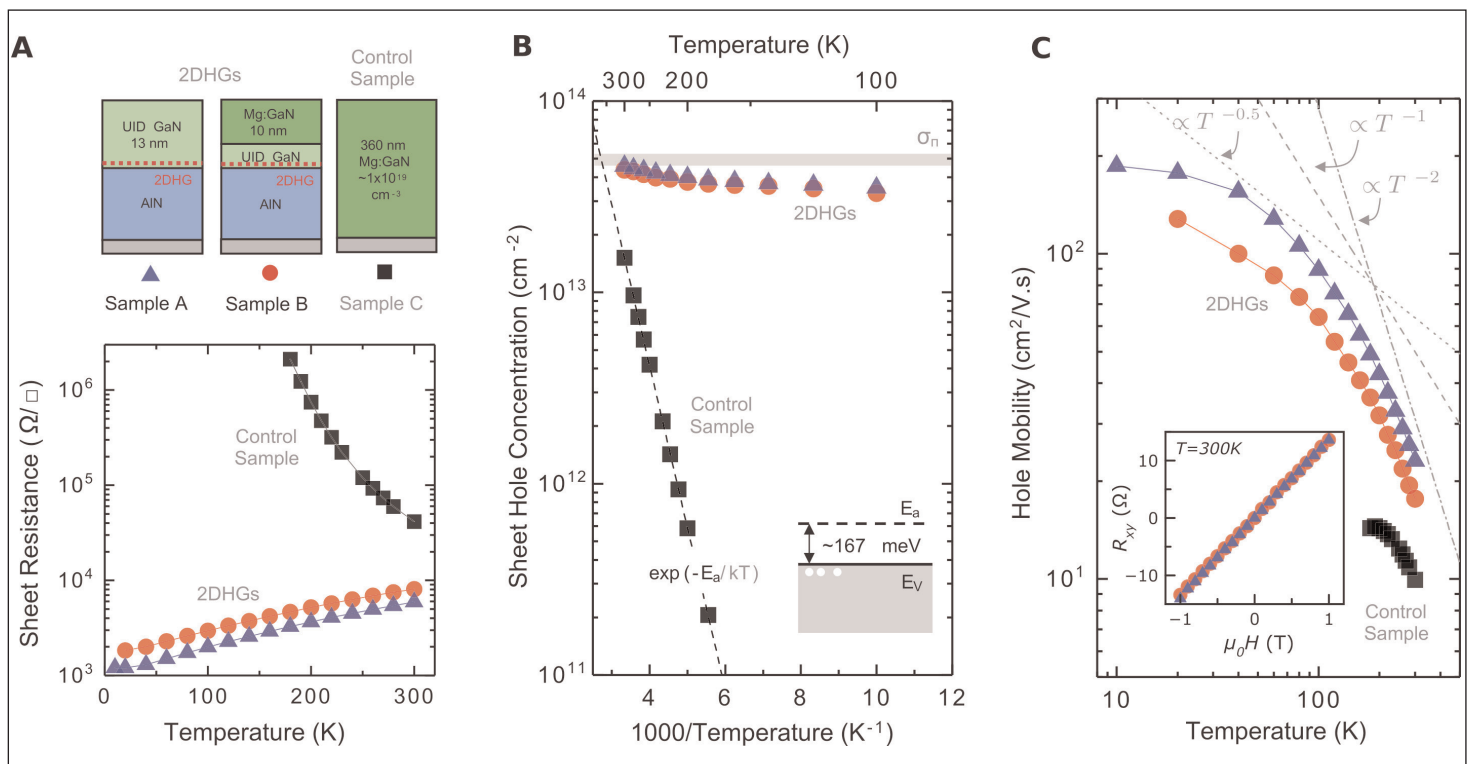 A
2DHGs
Control
Sample
UID GaN
13 nm
2DHG
AlN
Mg:GaN
10 nm
UID GaN
2DHG
AlN
360 nm
Mg:GaN
~1x10¹⁹
cm⁻³
Sample A
Sample B
Sample C
Sheet Resistance (Ω/□)
10⁶
10⁵
10⁴
10³
Control
Sample
2DHGs
0
100
200
300
Temperature (K)
B
Temperature (K)
300
200
100
Sheet Hole Concentration (cm⁻²)
10¹⁴
10¹³
10¹²
10¹¹
σπ
2DHGs
Control
Sample
exp (-Eₐ/kT)
Eₐ
~167 meV
Eᵥ
4
6
8
10
12
1000/Temperature (K⁻¹)
C
Hole Mobility (cm²/V.s)
10²
10¹
∝ T⁻⁰·⁵
∝ T⁻¹
∝ T⁻²
2DHGs
T=300K
Rxy (Ω)
10
0
−10
−1
0
1
μ₀H (T)
Control
Sample
10
100
Temperature (K)